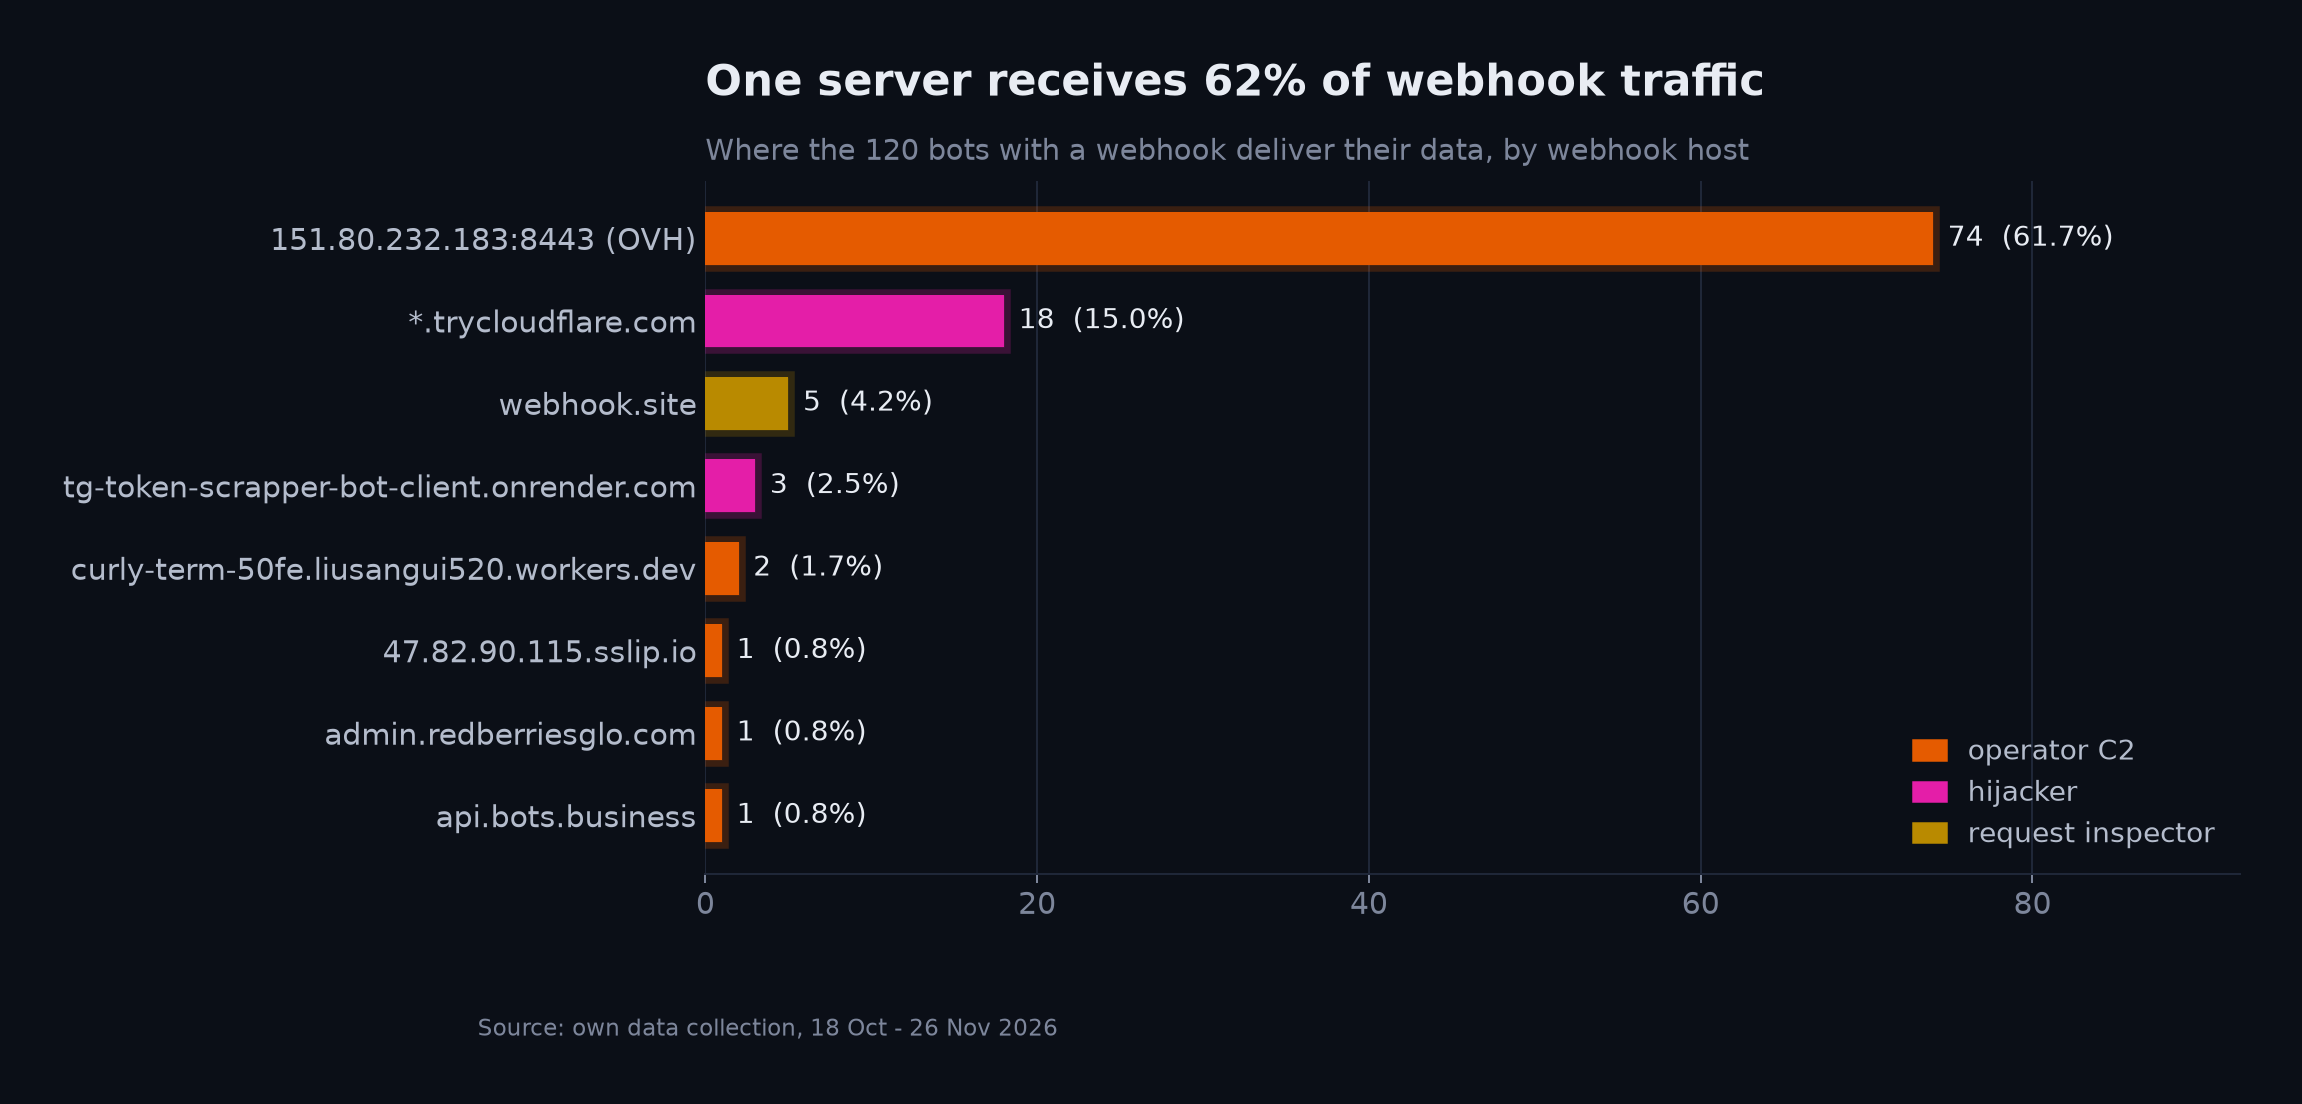 One server receives 62% of webhook traffic
Where the 120 bots with a webhook deliver their data, by webhook host
151.80.232.183:8443 (OVH) 74 (61.7%)
*.trycloudflare.com 18 (15.0%)
webhook.site 5 (4.2%)
tg-token-scrapper-bot-client.onrender.com 3 (2.5%)
curly-term-50fe.liusangui520.workers.dev 2 (1.7%)
47.82.90.115.sslip.io 1 (0.8%)
admin.redberriesglo.com 1 (0.8%)
api.bots.business 1 (0.8%)
operator C2
hijacker
request inspector
0 20 40 60 80
Source: own data collection, 18 Oct - 26 Nov 2026